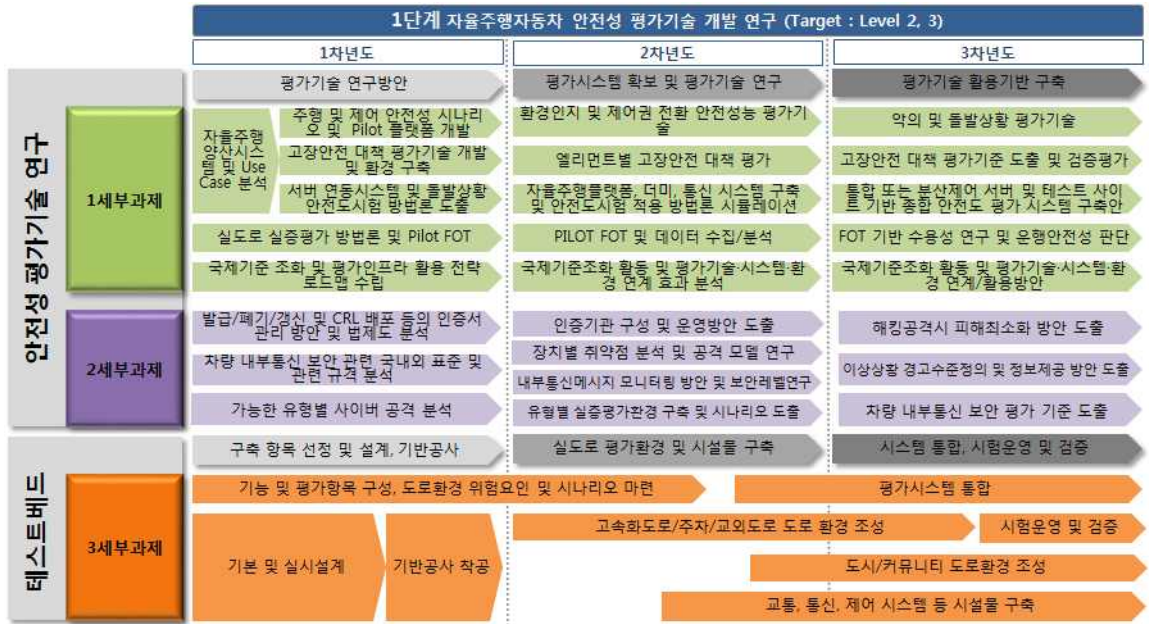 1단계 자율주행자동차 안전성 평가기술 개발 연구 (Target : Level 2, 3)
1차년도
2차년도
3차년도
안전성 평가기술 연구
평가기술 연구방안
평가시스템 확보 및 평가기술 연구
평가기술 활용기반 구축
1세부과제
자율주행
양산시스
템 및 Use
Case 분석
주행 및 제어 안전성 시나리
오 및 Pilot 플랫폼 개발
고장안전 대책 평가기술 개발
및 환경 구축
서버 연동시스템 및 돌발상황
안전도시험 방법론 도출
실도로 실증평가 방법론 및 Pilot FOT
국제기준 조화 및 평가인프라 활용 전략
로드맵 수립
환경인지 및 제어권 전환 안전성능 평가기
술
엘리먼트별 고장안전 대책 평가
자율주행플랫폼, 더미, 통신 시스템 구축
및 안전도시험 적용 방법론 시뮬레이션
PILOT FOT 및 데이터 수집/분석
국제기준조화 활동 및 평가기술·시스템·환
경 연계 효과 분석
악의 및 돌발상황 평가기술
고장안전 대책 평가기준 도출 및 검증평가
통합 또는 분산제어 서버 및 테스트 사이
트 기반 종합 안전도 평가 시스템 구축안
FOT 기반 수용성 연구 및 운행안전성 판단
국제기준조화 활동 및 평가기술·시스템·환
경 연계/활용방안
2세부과제
발급/폐기/갱신 및 CRL 배포 등의 인증서
관리 방안 및 법제도 분석
차량 내부통신 보안 관련 국내외 표준 및
관련 규격 분석
가능한 유형별 사이버 공격 분석
인증기관 구성 및 운영방안 도출
장치별 취약점 분석 및 공격 모델 연구
내부통신메시지 모니터링 방안 및 보안레벨연구
유형별 실증평가환경 구축 및 시나리오 도출
해킹공격시 피해최소화 방안 도출
이상상황 경고수준정의 및 정보제공 방안 도출
차량 내부통신 보안 평가 기준 도출
테스트베드
구축 항목 선정 및 설계, 기반공사
실도로 평가환경 및 시설물 구축
시스템 통합, 시험운영 및 검증
3세부과제
기능 및 평가항목 구성, 도로환경 위험요인 및 시나리오 마련
평가시스템 통합
기본 및 실시설계
기반공사 착공
고속화도로/주차/교외도로 도로 환경 조성
시험운영 및 검증
도시/커뮤니티 도로환경 조성
교통, 통신, 제어 시스템 등 시설물 구축